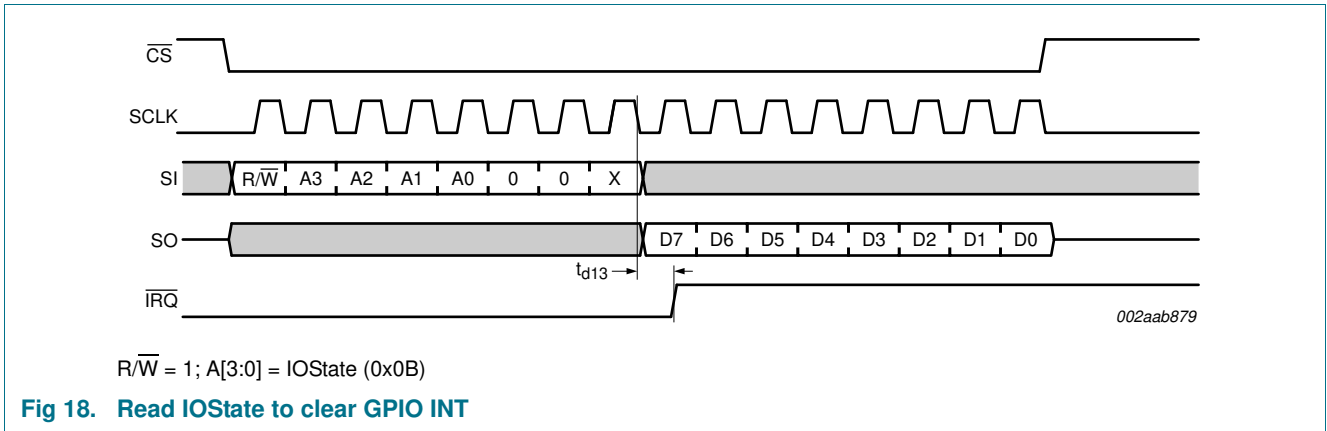 CS
SCLK
SI R/W A3 A2 A1 A0 0 0 X
SO D7 D6 D5 D4 D3 D2 D1 D0
td13
IRQ
002aab879
R/W = 1; A[3:0] = IOState (0x0B)
Fig 18. Read IOState to clear GPIO INT